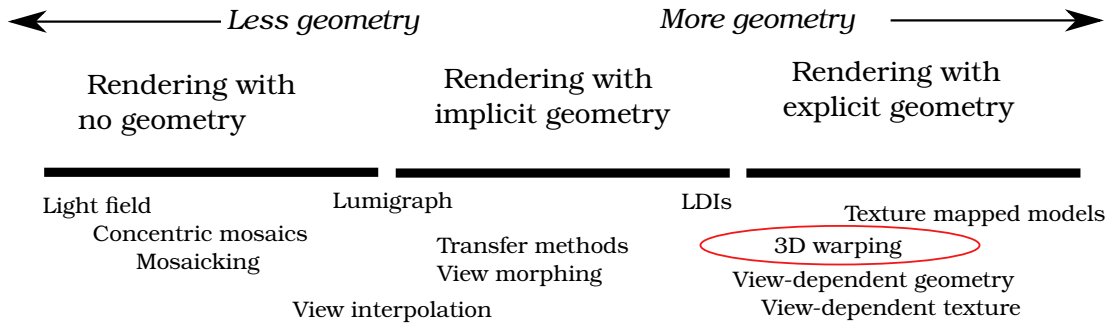 Less geometry
More geometry
Rendering with
no geometry
Rendering with
implicit geometry
Rendering with
explicit geometry
Light field
Concentric mosaics
Mosaicking
Lumigraph
Transfer methods
View morphing
View interpolation
LDIs
Texture mapped models
3D warping
View-dependent geometry
View-dependent texture